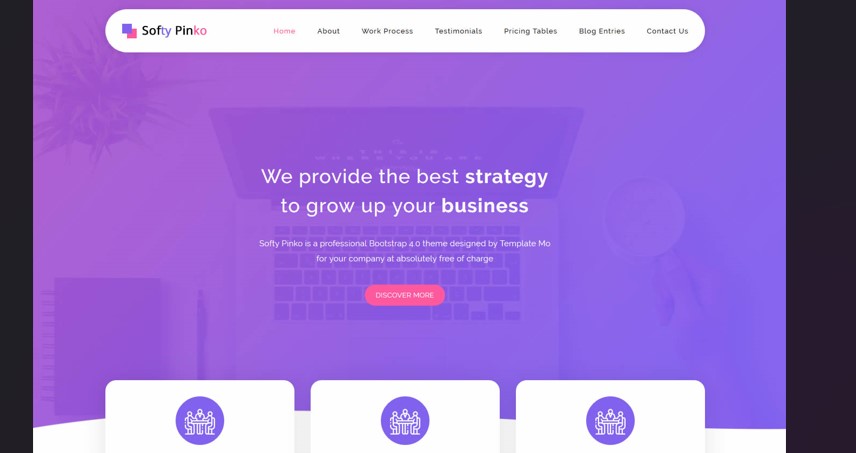 Softy Pinko
Home About Work Process Testimonials Pricing Tables Blog Entries Contact Us
We provide the best strategy
to grow up your business
Softy Pinko is a professional Bootstrap 4.0 theme designed by Template Mo
for your company at absolutely free of charge
DISCOVER MORE